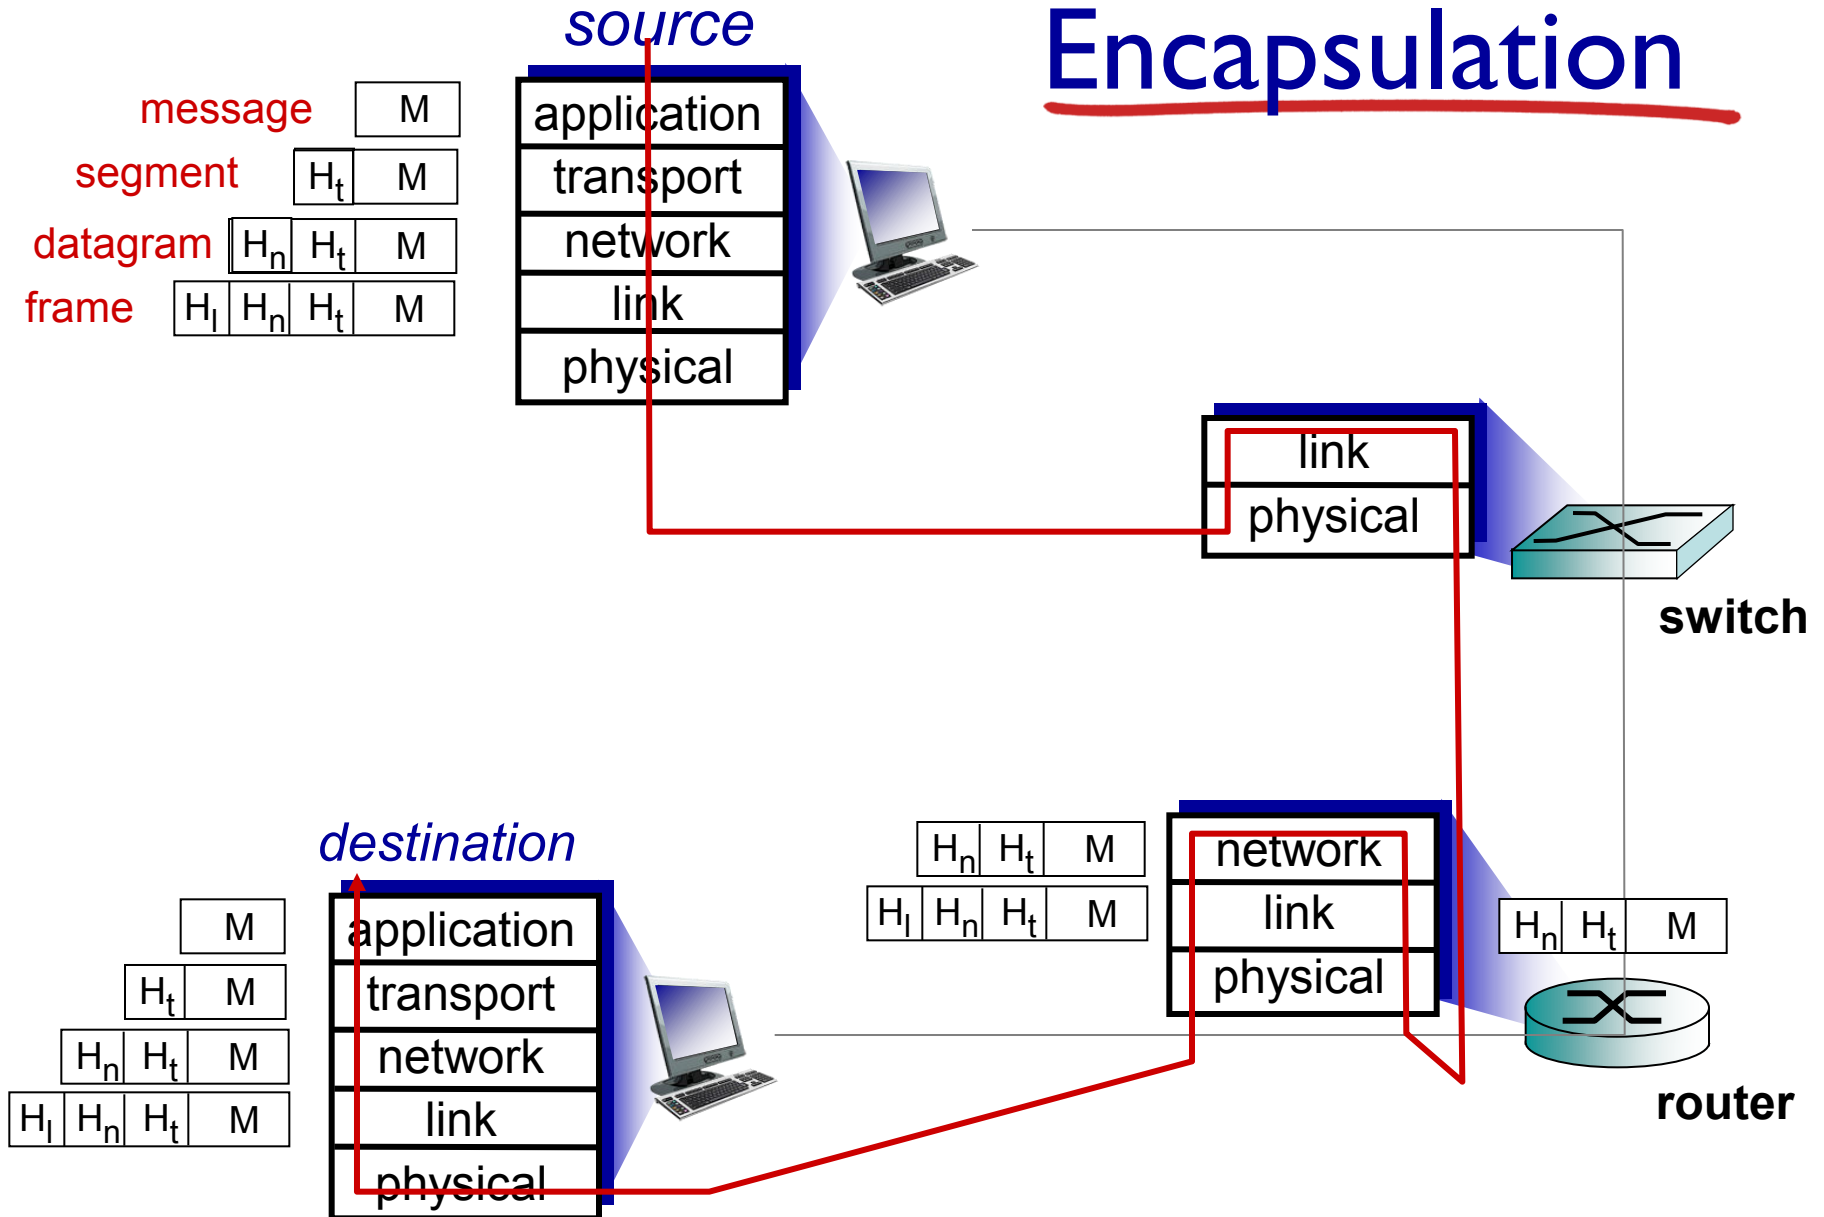 source
Encapsulation
message M
segment Ht M
datagram Hn Ht M
frame Hl Hn Ht M
application
transport
network
link
physical
link
physical
switch
destination
M
Ht M
Hn Ht M
Hl Hn Ht M
application
transport
network
link
physical
Hn Ht M
Hl Hn Ht M
network
link
physical
Hn Ht M
router